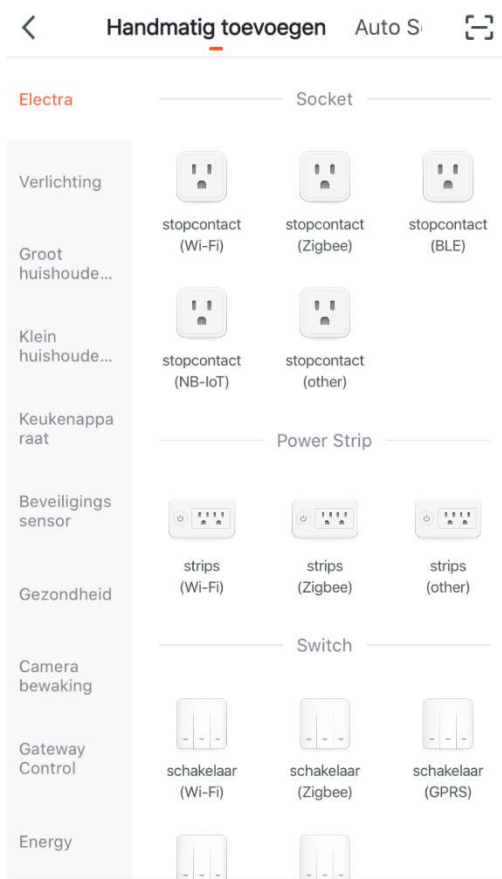 Handmatig toevoegen Auto S
Electra
Verlichting
Groot
huishoude...
Klein
huishoude...
Keukenappa
raat
Beveiligings
sensor
Gezondheid
Camera
bewaking
Gateway
Control
Energy
Socket
stopcontact
(Wi-Fi)
stopcontact
(Zigbee)
stopcontact
(BLE)
stopcontact
(NB-IoT)
stopcontact
(other)
Power Strip
strips
(Wi-Fi)
strips
(Zigbee)
strips
(other)
Switch
schakelaar
(Wi-Fi)
schakelaar
(Zigbee)
schakelaar
(GPRS)